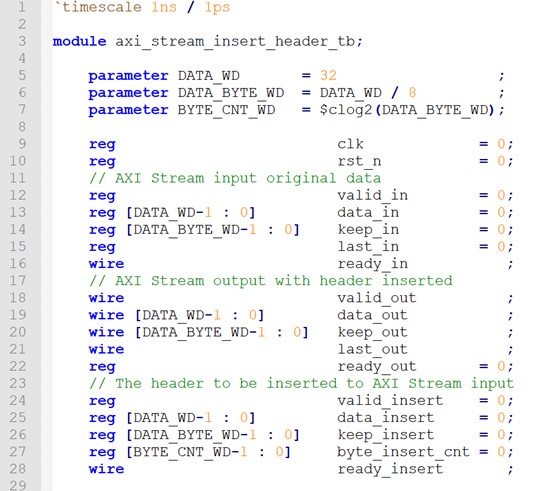 1 `timescale 1ns / 1ps
2
3 module axi_stream_insert_header_tb;
4
5 parameter DATA_WD = 32 ;
6 parameter DATA_BYTE_WD = DATA_WD / 8 ;
7 parameter BYTE_CNT_WD = $clog2(DATA_BYTE_WD);
8
9 reg clk = 0;
10 reg rst_n = 0;
11 // AXI Stream input original data
12 reg valid_in = 0;
13 reg [DATA_WD-1 : 0] data_in = 0;
14 reg [DATA_BYTE_WD-1 : 0] keep_in = 0;
15 reg last_in = 0;
16 wire ready_in ;
17 // AXI Stream output with header inserted
18 wire valid_out ;
19 wire [DATA_WD-1 : 0] data_out ;
20 wire [DATA_BYTE_WD-1 : 0] keep_out ;
21 wire last_out ;
22 reg ready_out = 0;
23 // The header to be inserted to AXI Stream input
24 reg valid_insert = 0;
25 reg [DATA_WD-1 : 0] data_insert = 0;
26 reg [DATA_BYTE_WD-1 : 0] keep_insert = 0;
27 reg [BYTE_CNT_WD-1 : 0] byte_insert_cnt = 0;
28 wire ready_insert ;
29